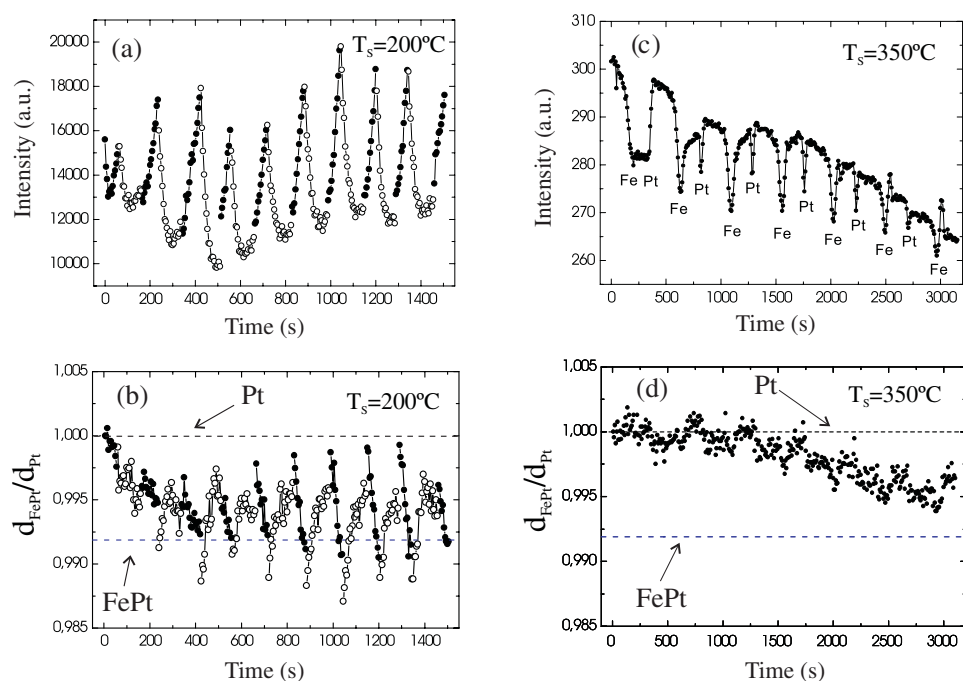 (a)
T_s=200ºC
20000
18000
16000
14000
12000
10000
Intensity (a.u.)
0 200 400 600 800 1000 1200 1400
Time (s)
(c)
T_s=350ºC
300
290
280
270
260
Intensity (a.u.)
Fe Pt Fe Pt Fe Pt Fe Pt Fe Pt Fe Pt Fe
0 500 1000 1500 2000 2500 3000
Time (s)
(b)
Pt
T_s=200ºC
1,005
1,000
0,995
0,990
0,985
d_FePt/d_Pt
FePt
0 200 400 600 800 1000 1200 1400
Time (s)
(d)
Pt
T_s=350ºC
1,005
1,000
0,995
0,990
0,985
d_FePt/d_Pt
FePt
0 500 1000 1500 2000 2500 3000
Time (s)